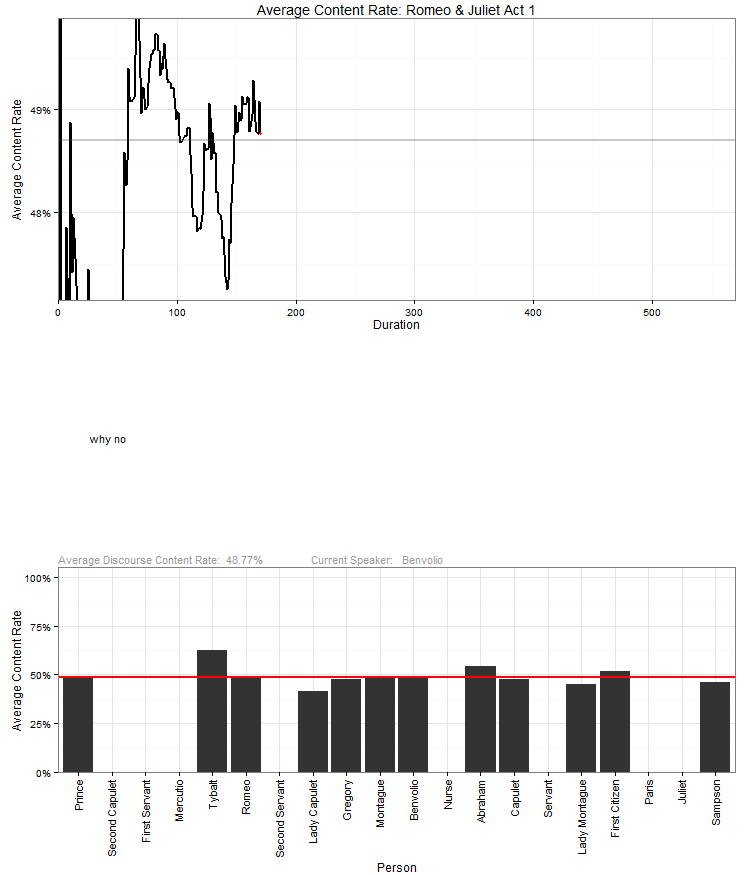 Average Content Rate: Romeo & Juliet Act 1
Average Content Rate
49%
48%
0 100 200 300 400 500
Duration
why no
Average Discourse Content Rate: 48.77% Current Speaker: Benvolio
Average Content Rate
100%
75%
50%
25%
0%
Prince
Second Capulet
First Servant
Mercutio
Tybalt
Romeo
Second Servant
Lady Capulet
Gregory
Montague
Benvolio
Nurse
Abraham
Capulet
Servant
Lady Montague
First Citizen
Paris
Juliet
Sampson
Person